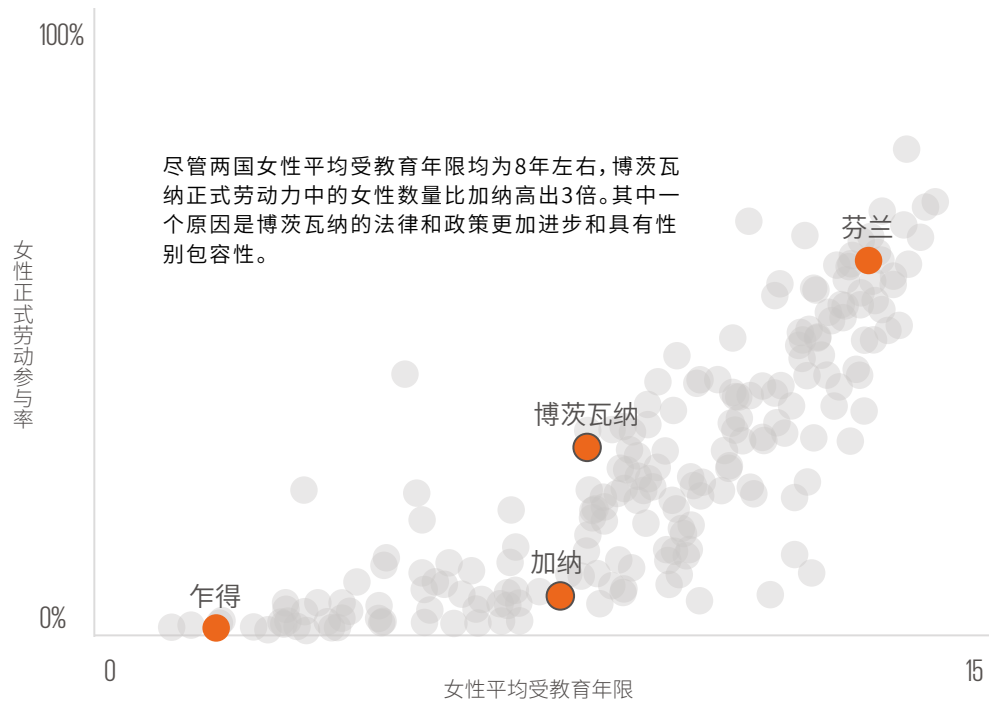 100%
尽管两国女性平均受教育年限均为8年左右，博茨瓦
纳正式劳动力中的女性数量比加纳高出3倍。其中一
个原因是博茨瓦纳的法律和政策更加进步和具有性
别包容性。
芬兰
女性正式劳动参与率
博茨瓦纳
加纳
乍得
0%
0
15
女性平均受教育年限